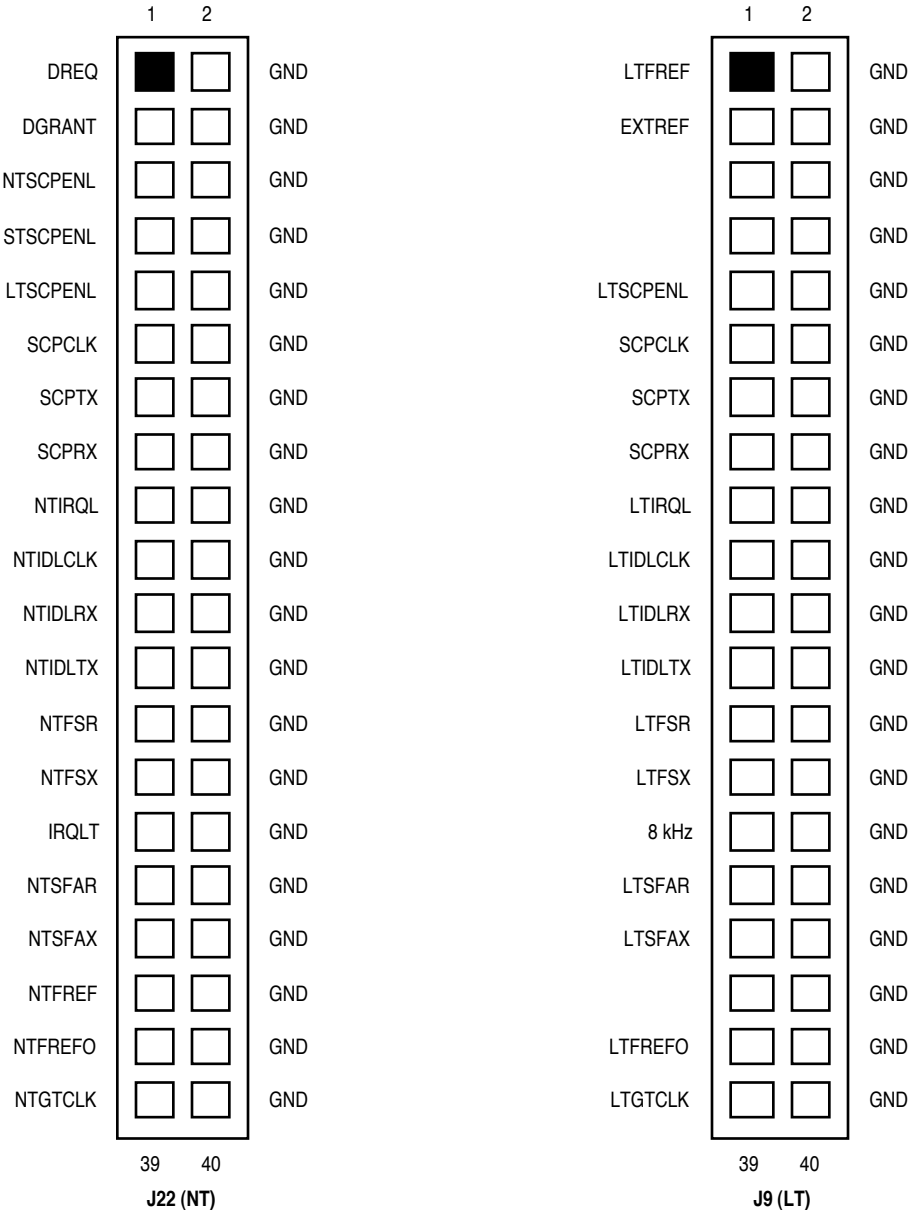 1 2
DREQ GND
DGRANT GND
NTSCPENL GND
STSCPENL GND
LTSCPENL GND
SCPCLK GND
SCPTX GND
SCPRX GND
NTIRQL GND
NTIDLCLK GND
NTIDLRX GND
NTIDLTX GND
NTFSR GND
NTFSX GND
IRQLT GND
NTSFAR GND
NTSFAX GND
NTFREF GND
NTFREFO GND
NTGTCLK GND
39 40
J22 (NT)
1 2
LTFREF GND
EXTREF GND
GND
GND
LTSCPENL GND
SCPCLK GND
SCPTX GND
SCPRX GND
LTIRQL GND
LTIDLCLK GND
LTIDLRX GND
LTIDLTX GND
LTFSR GND
LTFSX GND
8 kHz GND
LTSFAR GND
LTSFAX GND
GND
LTFREFO GND
LTGTCLK GND
39 40
J9 (LT)